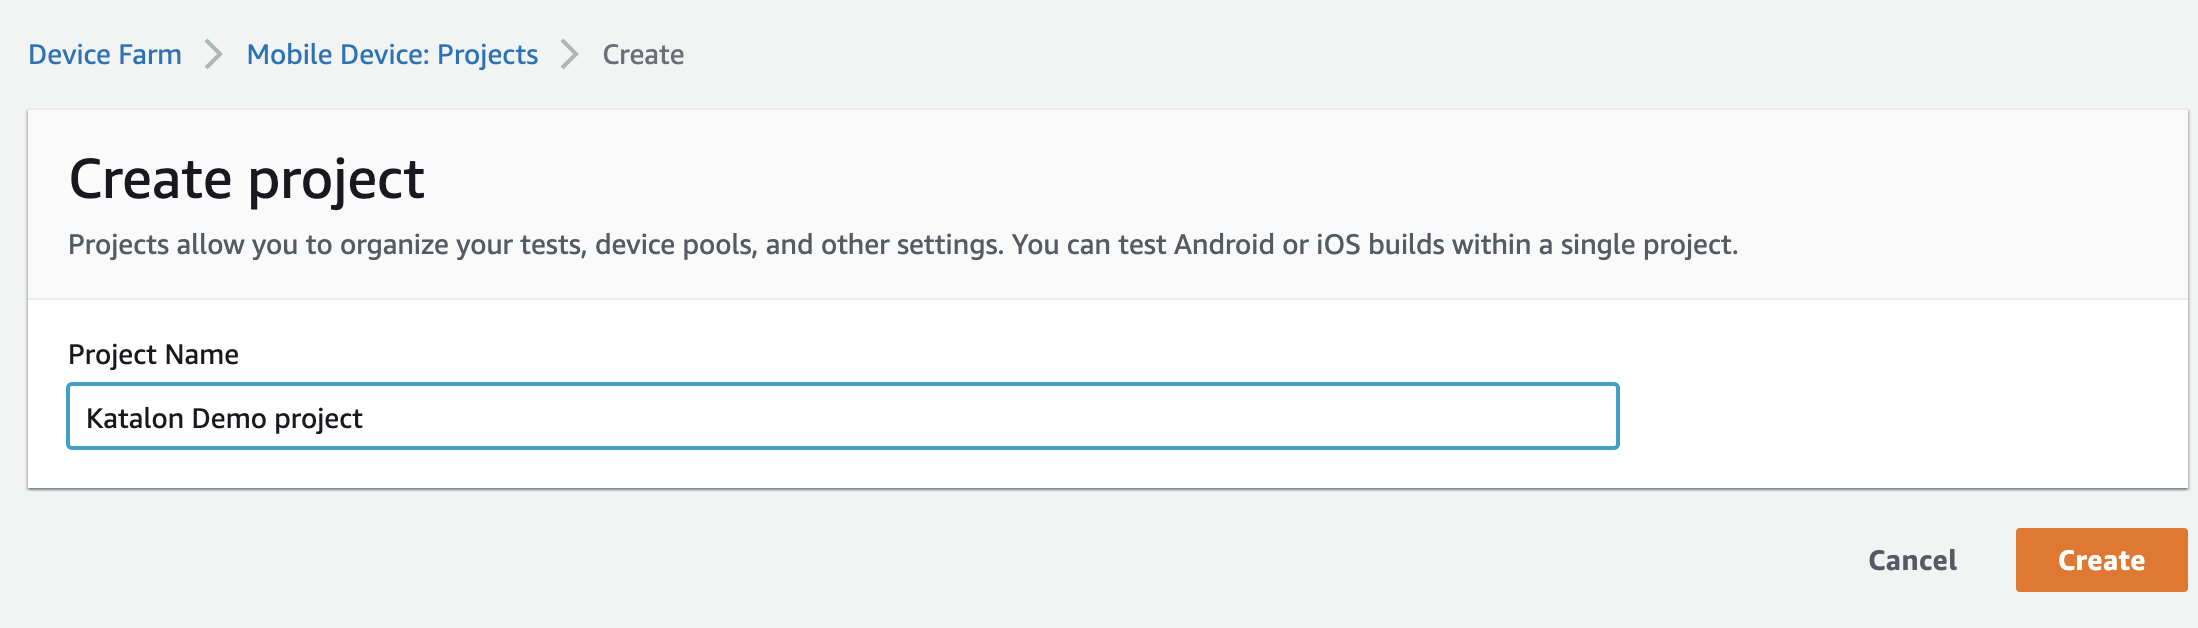 Device Farm Mobile Device: Projects Create
Create project
Projects allow you to organize your tests, device pools, and other settings. You can test Android or iOS builds within a single project.
Project Name
Katalon Demo project
Cancel Create